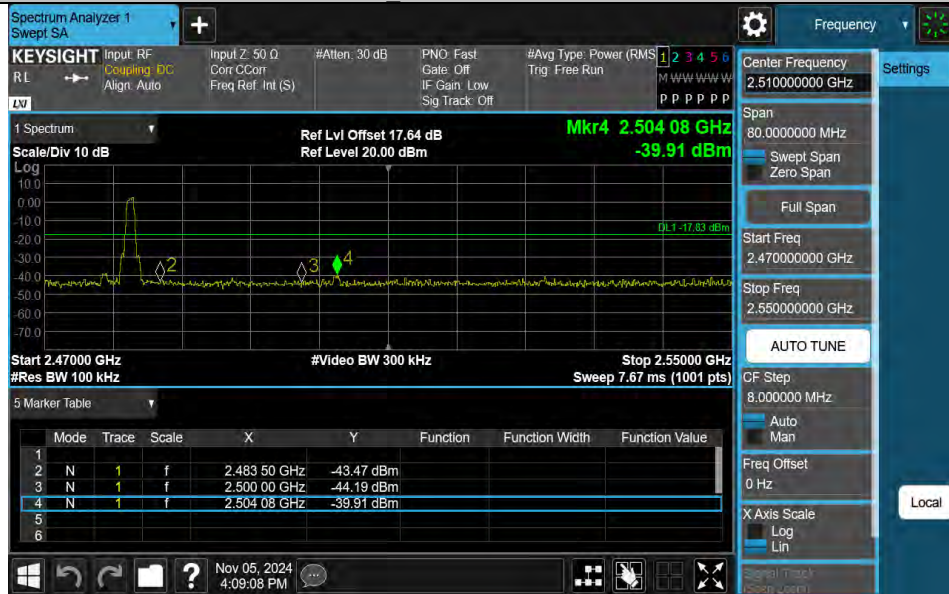 Spectrum Analyzer 1
Swept SA
+
Frequency
KEYSIGHT
RL
LXI
Input: RF
Coupling: DC
Align: Auto
Input Z: 50 Ω
Corr CCorr
Freq Ref: Int (S)
#Atten: 30 dB
PNO: Fast
Gate: Off
IF Gain: Low
Sig Track: Off
#Avg Type: Power (RMS
Trig: Free Run
1 2 3 4 5 6
M W W W W W
P P P P P P
1 Spectrum
Scale/Div 10 dB
Ref Lvl Offset 17.64 dB
Ref Level 20.00 dBm
Mkr4 2.504 08 GHz
-39.91 dBm
Log
10.0
0.00
-10.0
-20.0
-30.0
-40.0
-50.0
-60.0
-70.0
DL1 -17.83 dBm
2
3
4
Start 2.47000 GHz
#Video BW 300 kHz
Stop 2.55000 GHz
#Res BW 100 kHz
Sweep 7.67 ms (1001 pts)
5 Marker Table
Mode Trace Scale X Y Function Function Width Function Value
1
2 N 1 f 2.483 50 GHz -43.47 dBm
3 N 1 f 2.500 00 GHz -44.19 dBm
4 N 1 f 2.504 08 GHz -39.91 dBm
5
6
?
Nov 05, 2024
4:09:08 PM
Center Frequency
2.510000000 GHz
Settings
Span
80.0000000 MHz
Swept Span
Zero Span
Full Span
Start Freq
2.470000000 GHz
Stop Freq
2.550000000 GHz
AUTO TUNE
CF Step
8.000000 MHz
Auto
Man
Freq Offset
0 Hz
X Axis Scale
Log
Lin
Local
Signal Track
(Span Zoom)